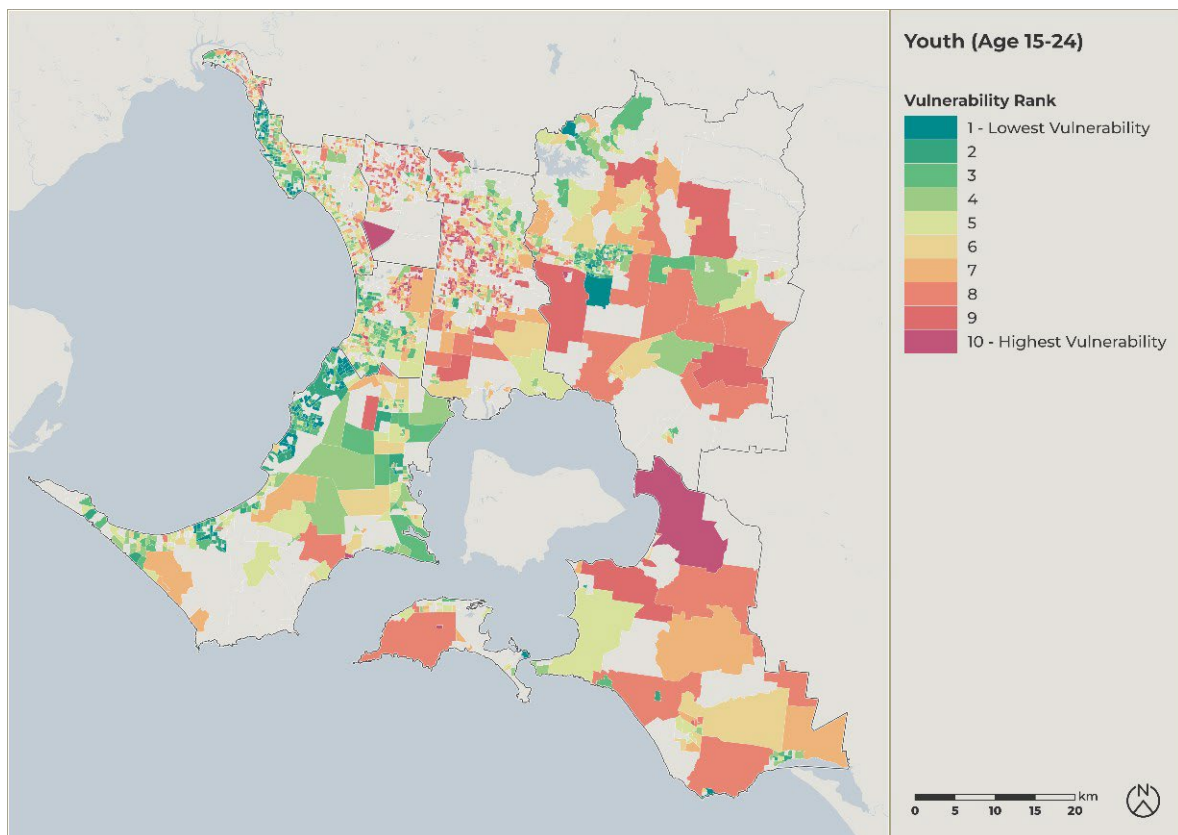 Youth (Age 15-24)
Vulnerability Rank
1 - Lowest Vulnerability
2
3
4
5
6
7
8
9
10 - Highest Vulnerability
km
0 5 10 15 20
N